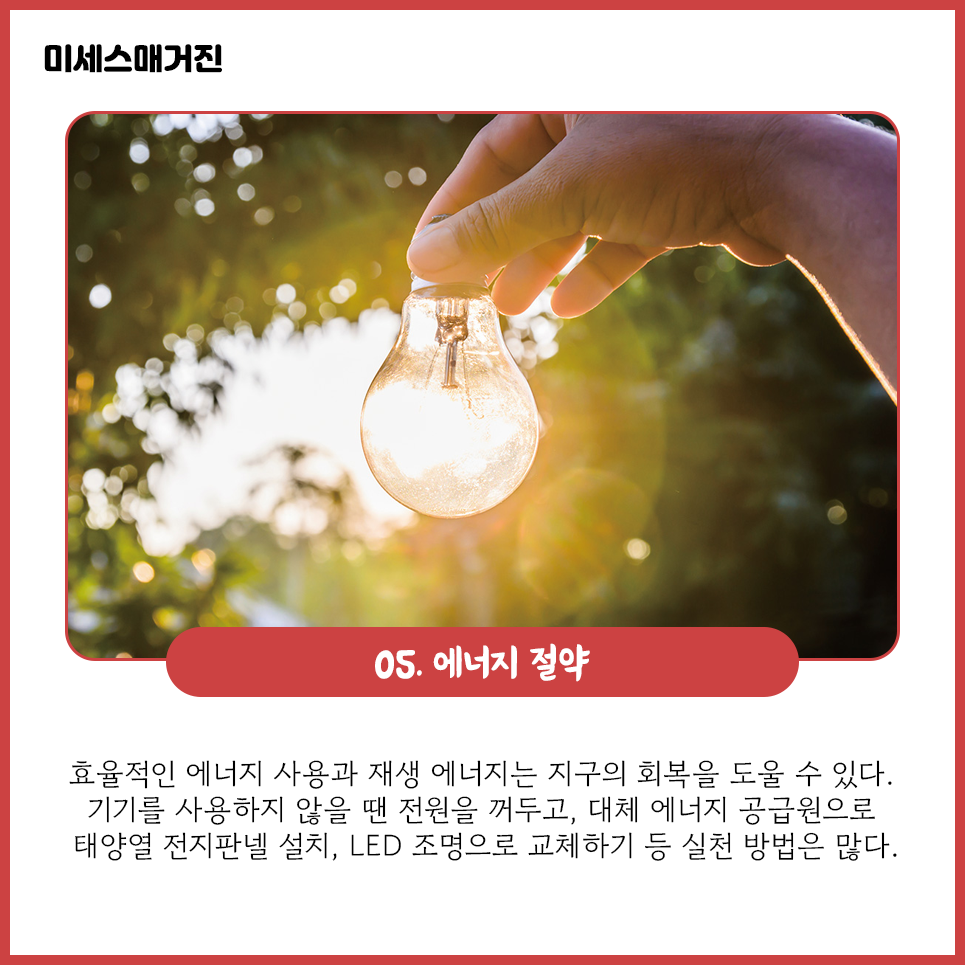 미세스매거진
05. 에너지 절약
효율적인 에너지 사용과 재생 에너지는 지구의 회복을 도울 수 있다.
기기를 사용하지 않을 땐 전원을 꺼두고, 대체 에너지 공급원으로
태양열 전지판넬 설치, LED 조명으로 교체하기 등 실천 방법은 많다.